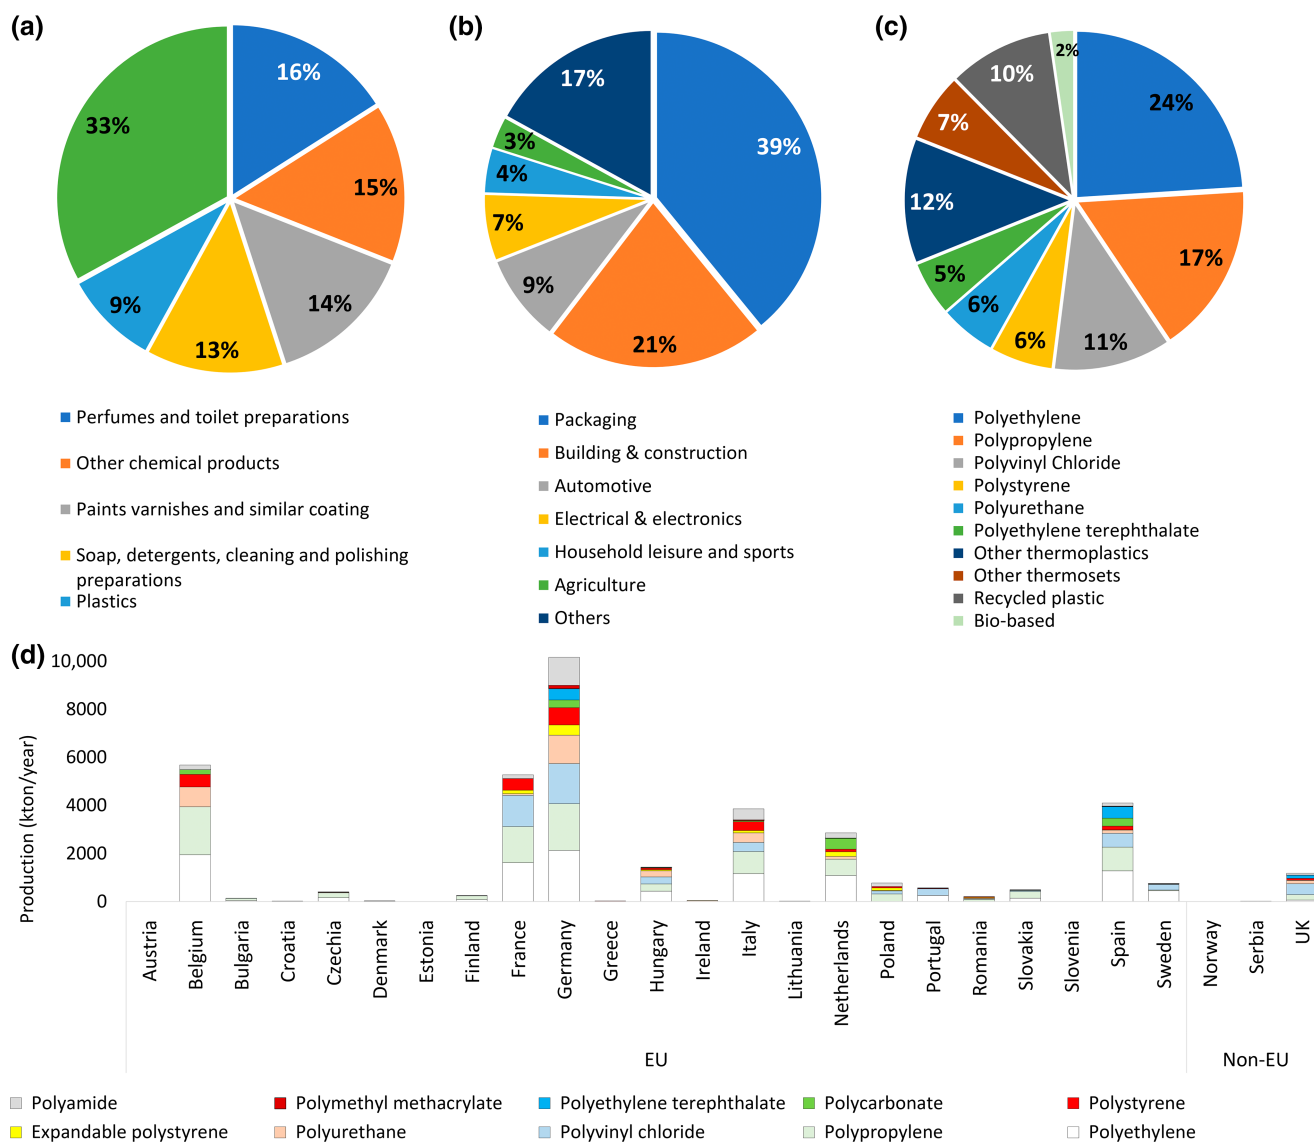 (a)
16%
15%
14%
13%
9%
33%
Perfumes and toilet preparations
Other chemical products
Paints varnishes and similar coating
Soap, detergents, cleaning and polishing
preparations
Plastics
(b)
39%
21%
9%
7%
4%
3%
17%
Packaging
Building & construction
Automotive
Electrical & electronics
Household leisure and sports
Agriculture
Others
(c)
24%
17%
11%
6%
6%
5%
12%
7%
10%
2%
Polyethylene
Polypropylene
Polyvinyl Chloride
Polystyrene
Polyurethane
Polyethylene terephthalate
Other thermoplastics
Other thermosets
Recycled plastic
Bio-based
(d)
Production (kton/year)
10,000
8000
6000
4000
2000
0
Austria
Belgium
Bulgaria
Croatia
Czechia
Denmark
Estonia
Finland
France
Germany
Greece
Hungary
Ireland
Italy
Lithuania
Netherlands
Poland
Portugal
Romania
Slovakia
Slovenia
Spain
Sweden
Norway
Serbia
UK
EU
Non-EU
Polyamide
Polymethyl methacrylate
Polyethylene terephthalate
Polycarbonate
Polystyrene
Expandable polystyrene
Polyurethane
Polyvinyl chloride
Polypropylene
Polyethylene